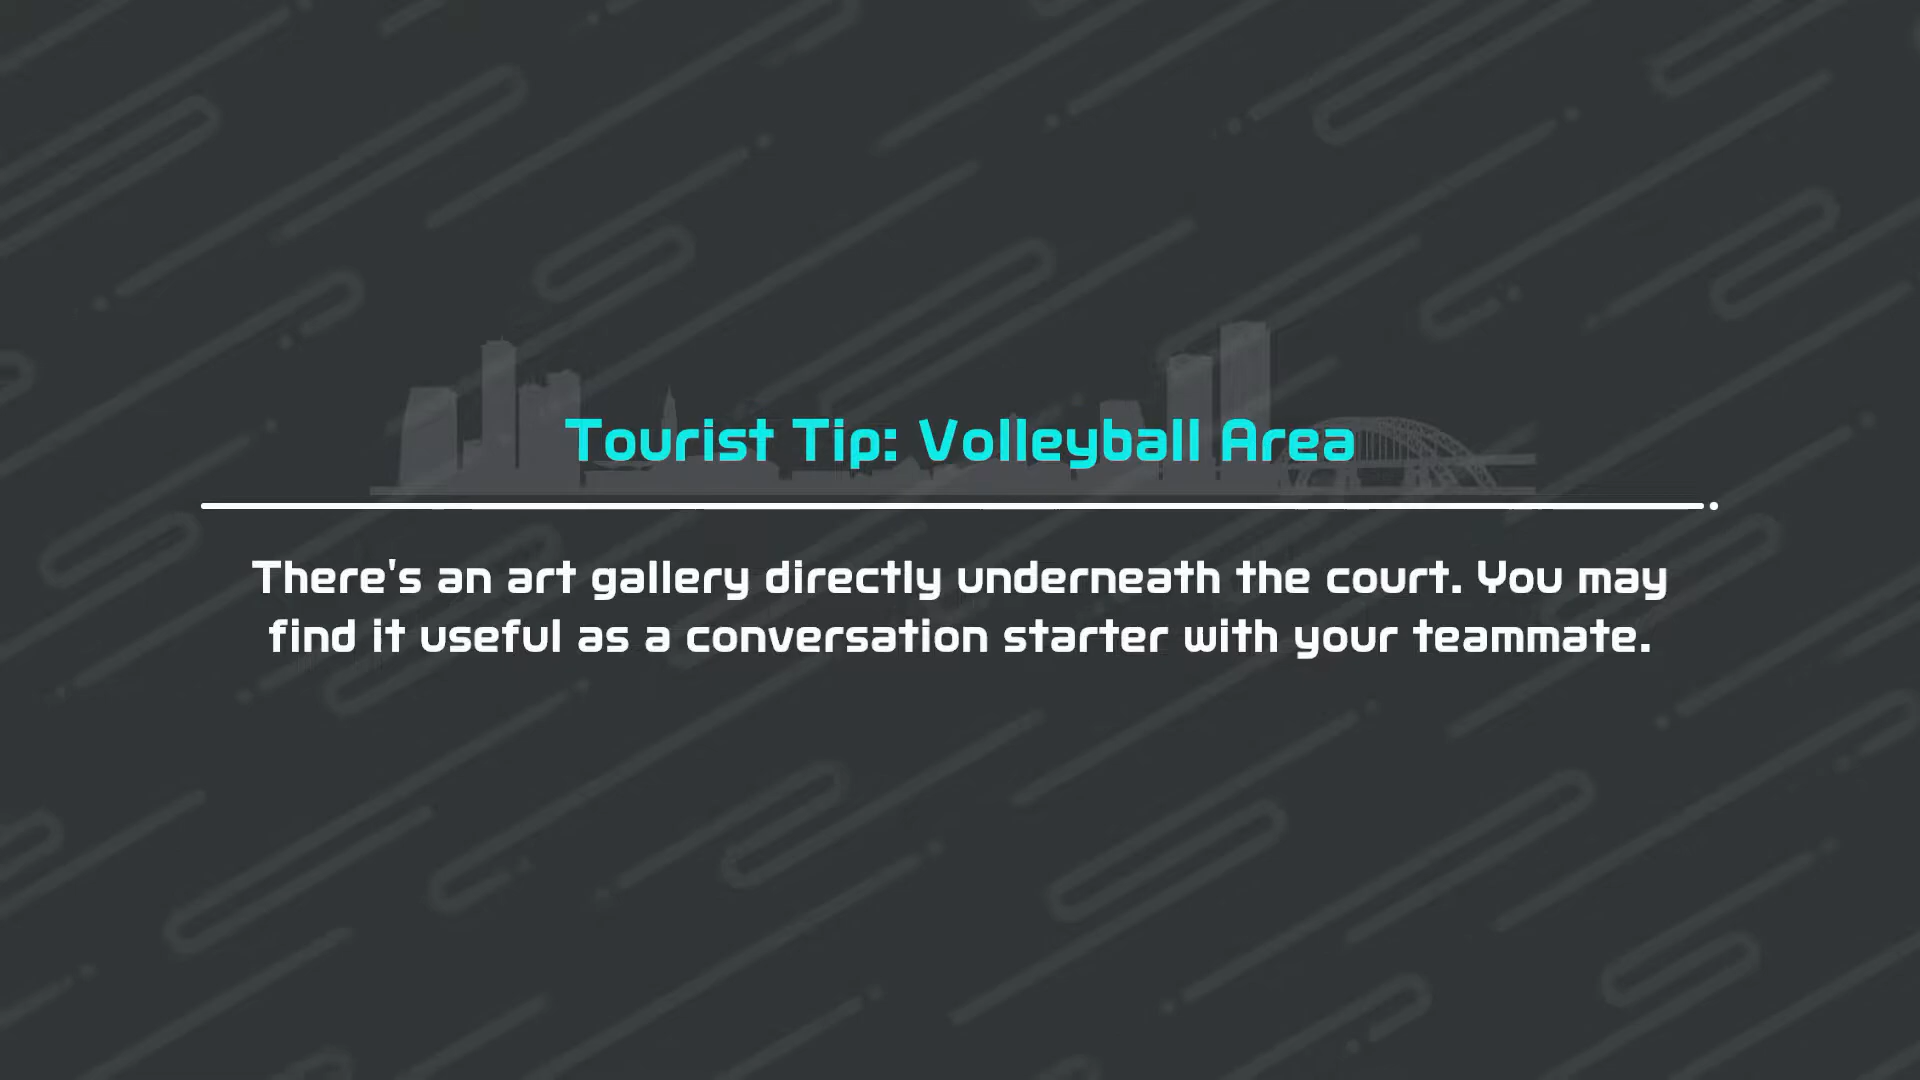 Tourist Tip: Volleyball Area
There's an art gallery directly underneath the court. You may
find it useful as a conversation starter with your teammate.